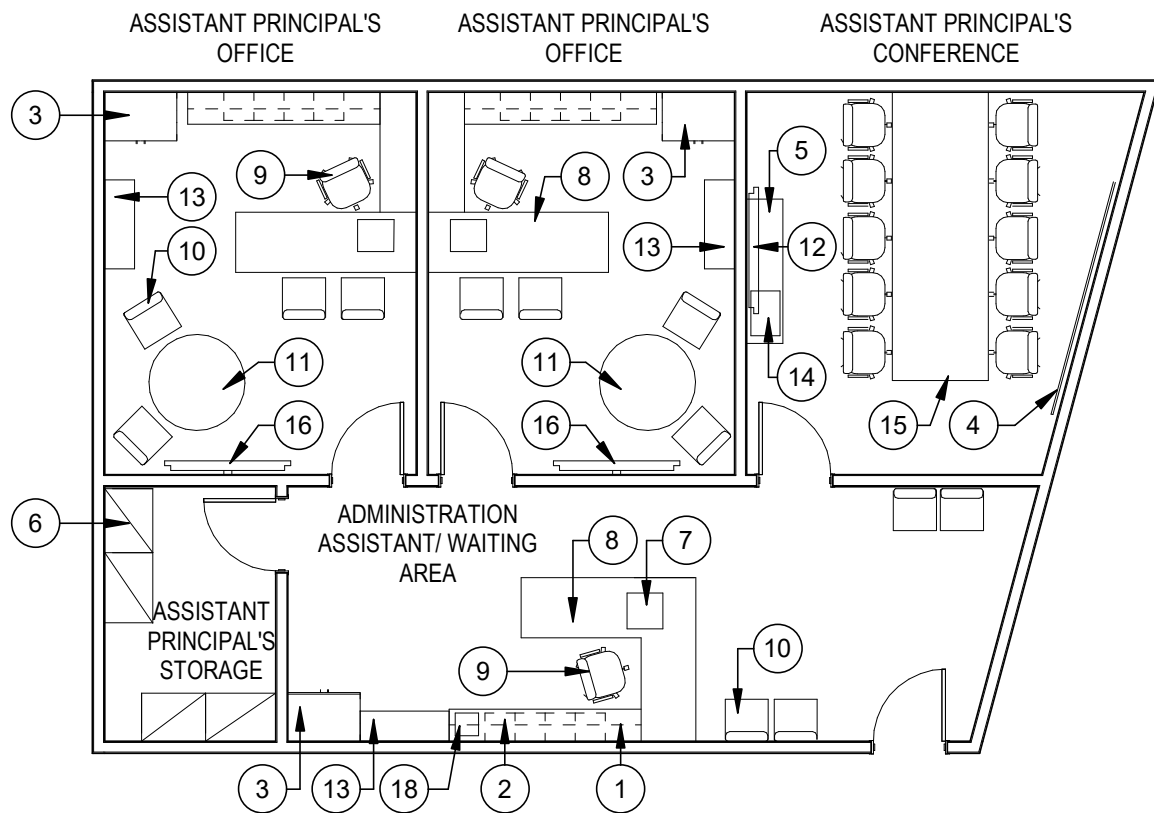 ASSISTANT PRINCIPAL'S
OFFICE
ASSISTANT PRINCIPAL'S
OFFICE
ASSISTANT PRINCIPAL'S
CONFERENCE
3
9
8
3
5
13
10
13
12
11
11
14
16
16
15
4
6
ADMINISTRATION
ASSISTANT/ WAITING
AREA
8
7
ASSISTANT
PRINCIPAL'S
STORAGE
9
10
3
13
18
2
1